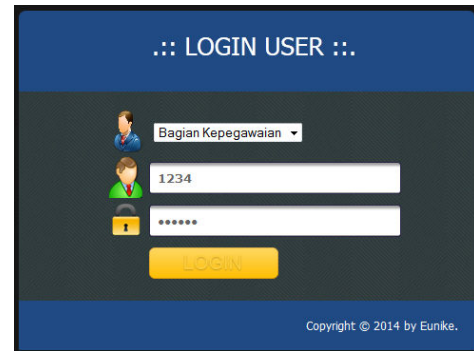 .:: LOGIN USER ::.
Bagian Kepegawaian
1234
••••••
LOGIN
Copyright © 2014 by Eunike.